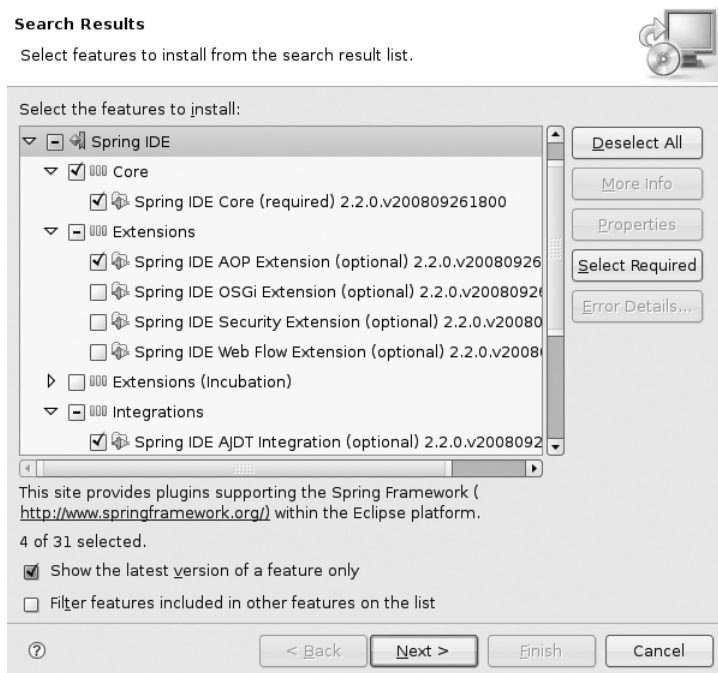 Search Results
Select features to install from the search result list.
Select the features to install:
Spring IDE
Core
Spring IDE Core (required) 2.2.0.v200809261800
Extensions
Spring IDE AOP Extension (optional) 2.2.0.v20080926
Spring IDE OSGi Extension (optional) 2.2.0.v2008092
Spring IDE Security Extension (optional) 2.2.0.v20080
Spring IDE Web Flow Extension (optional) 2.2.0.v2008
Extensions (Incubation)
Integrations
Spring IDE AJDT Integration (optional) 2.2.0.v2008092
Deselect All
More Info
Properties
Select Required
Error Details...
This site provides plugins supporting the Spring Framework (
http://www.springframework.org/) within the Eclipse platform.
4 of 31 selected.
Show the latest version of a feature only
Filter features included in other features on the list
< Back
Next >
Finish
Cancel